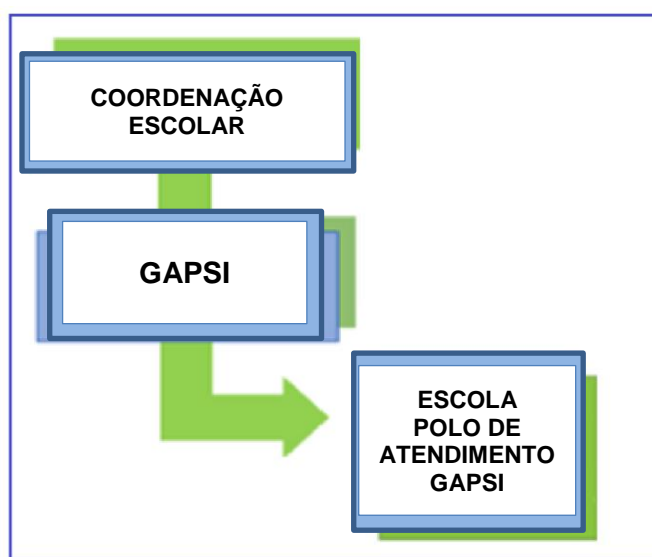 COORDENAÇÃO
ESCOLAR
GAPSI
ESCOLA
POLO DE
ATENDIMENTO
GAPSI